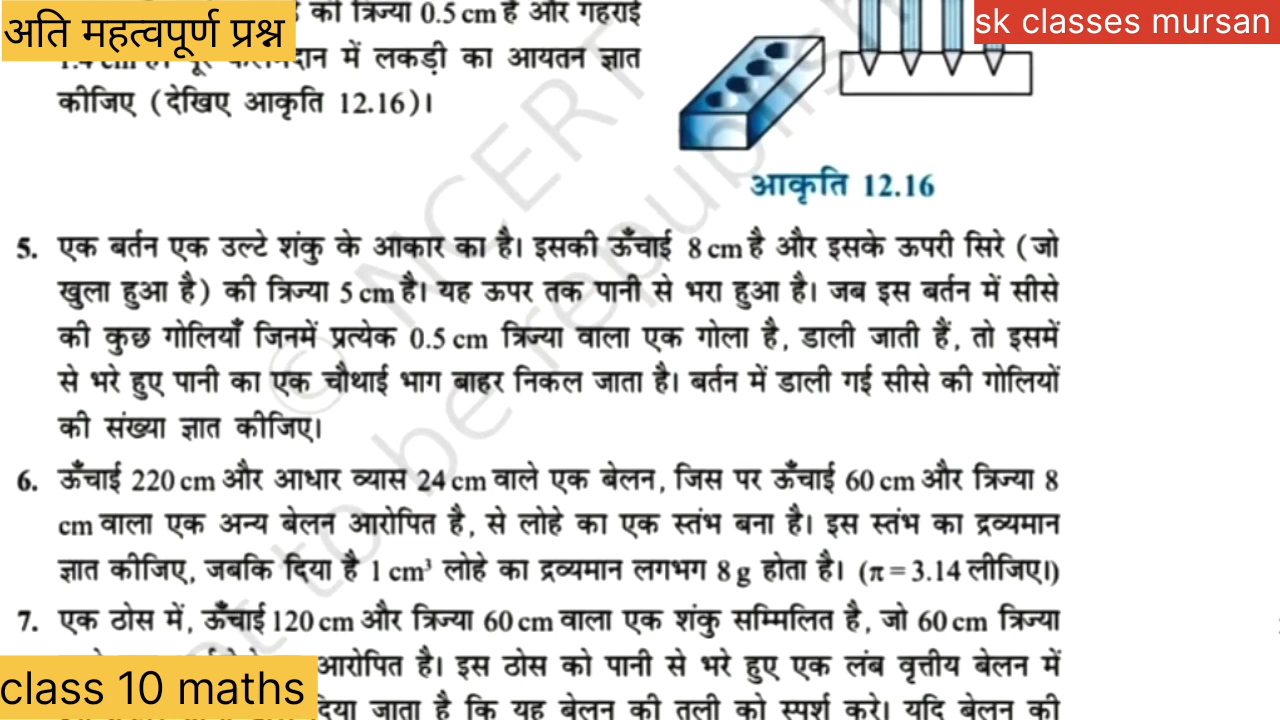 अति महत्वपूर्ण प्रश्न
की त्रिज्या 0.5 cm है और गहराई
sk classes mursan
में लकड़ी का आयतन ज्ञात
कीजिए (देखिए आकृति 12.16)।
आकृति 12.16
5. एक बर्तन एक उल्टे शंकु के आकार का है। इसकी ऊँचाई 8 cm है और इसके ऊपरी सिरे (जो
खुला हुआ है) की त्रिज्या 5 cm है। यह ऊपर तक पानी से भरा हुआ है। जब इस बर्तन में सीसे
की कुछ गोलियाँ जिनमें प्रत्येक 0.5 cm त्रिज्या वाला एक गोला है, डाली जाती हैं, तो इसमें
से भरे हुए पानी का एक चौथाई भाग बाहर निकल जाता है। बर्तन में डाली गई सीसे की गोलियों
की संख्या ज्ञात कीजिए।
6. ऊँचाई 220 cm और आधार व्यास 24 cm वाले एक बेलन, जिस पर ऊँचाई 60 cm और त्रिज्या 8
cm वाला एक अन्य बेलन आरोपित है, से लोहे का एक स्तंभ बना है। इस स्तंभ का द्रव्यमान
ज्ञात कीजिए, जबकि दिया है 1 cm³ लोहे का द्रव्यमान लगभग 8 g होता है। (π = 3.14 लीजिए।)
7. एक ठोस में, ऊँचाई 120 cm और त्रिज्या 60 cm वाला एक शंकु सम्मिलित है, जो 60 cm त्रिज्या
आरोपित है। इस ठोस को पानी से भरे हुए एक लंब वृत्तीय बेलन में
class 10 maths
दिया जाता है कि यह बेलन की तली को स्पर्श करे। यदि बेलन की
© NCERT
not to be republish